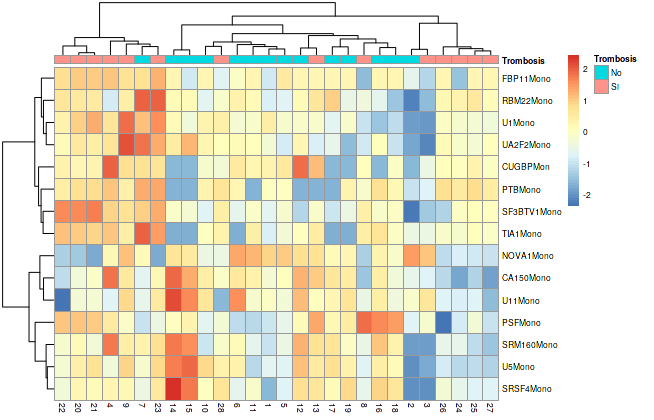 Trombosis
FBP11Mono
RBM22Mono
U1Mono
UA2F2Mono
CUGBPMon
PTBMono
SF3BTV1Mono
TIA1Mono
NOVA1Mono
CA150Mono
U11Mono
PSFMono
SRM160Mono
U5Mono
SRSF4Mono
22 20 21 4 9 7 23 14 15 10 28 6 11 1 5 12 13 17 19 8 16 18 2 3 26 24 25 27
2
1
0
-1
-2
Trombosis
No
SI